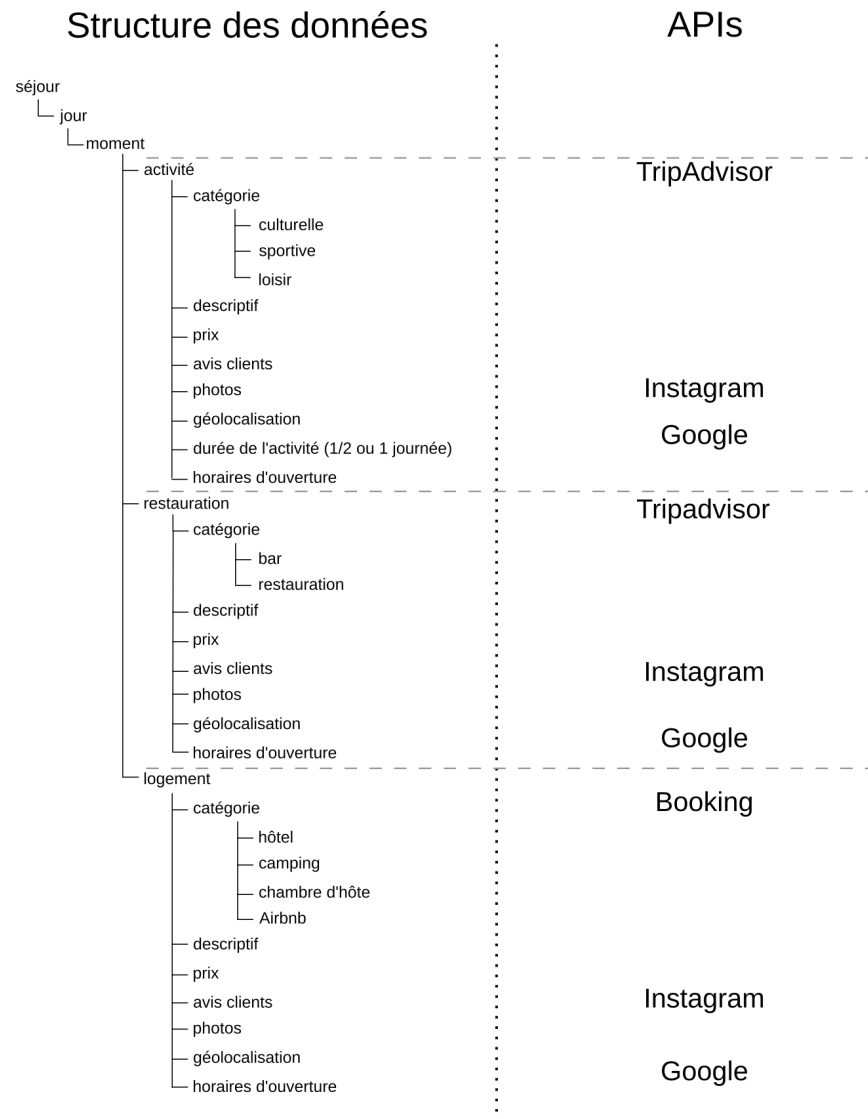 Structure des données
APIs
séjour
jour
moment
activité
TripAdvisor
catégorie
culturelle
sportive
loisir
descriptif
prix
avis clients
photos
Instagram
géolocalisation
Google
durée de l'activité (1/2 ou 1 journée)
horaires d'ouverture
restauration
Tripadvisor
catégorie
bar
restauration
descriptif
prix
avis clients
Instagram
photos
géolocalisation
Google
horaires d'ouverture
logement
Booking
catégorie
hôtel
camping
chambre d'hôte
Airbnb
descriptif
prix
avis clients
Instagram
photos
géolocalisation
Google
horaires d'ouverture